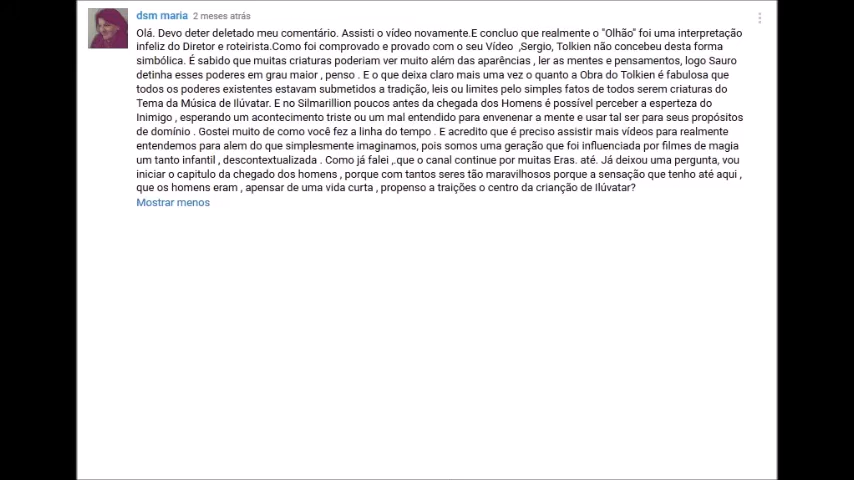 dsm maria 2 meses atrás
Olá. Devo deter deletado meu comentário. Assisti o vídeo novamente.E concluo que realmente o "Olhão" foi uma interpretação
infeliz do Diretor e roteirista.Como foi comprovado e provado com o seu Vídeo ,Sergio, Tolkien não concebeu desta forma
simbólica. É sabido que muitas criaturas poderiam ver muito além das aparências , ler as mentes e pensamentos, logo Sauro
detinha esses poderes em grau maior , penso . E o que deixa claro mais uma vez o quanto a Obra do Tolkien é fabulosa que
todos os poderes existentes estavam submetidos a tradição, leis ou limites pelo simples fatos de todos serem criaturas do
Tema da Música de Ilúvatar. E no Silmarillion poucos antes da chegada dos Homens é possível perceber a esperteza do
Inimigo , esperando um acontecimento triste ou um mal entendido para envenenar a mente e usar tal ser para seus propósitos
de domínio . Gostei muito de como você fez a linha do tempo . E acredito que é preciso assistir mais vídeos para realmente
entendemos para alem do que simplesmente imaginamos, pois somos uma geração que foi influenciada por filmes de magia
um tanto infantil , descontextualizada . Como já falei ,.que o canal continue por muitas Eras. até. Já deixou uma pergunta, vou
iniciar o capitulo da chegado dos homens , porque com tantos seres tão maravilhosos porque a sensação que tenho até aqui ,
que os homens eram , apensar de uma vida curta , propenso a traições o centro da crianção de Ilúvatar?
Mostrar menos